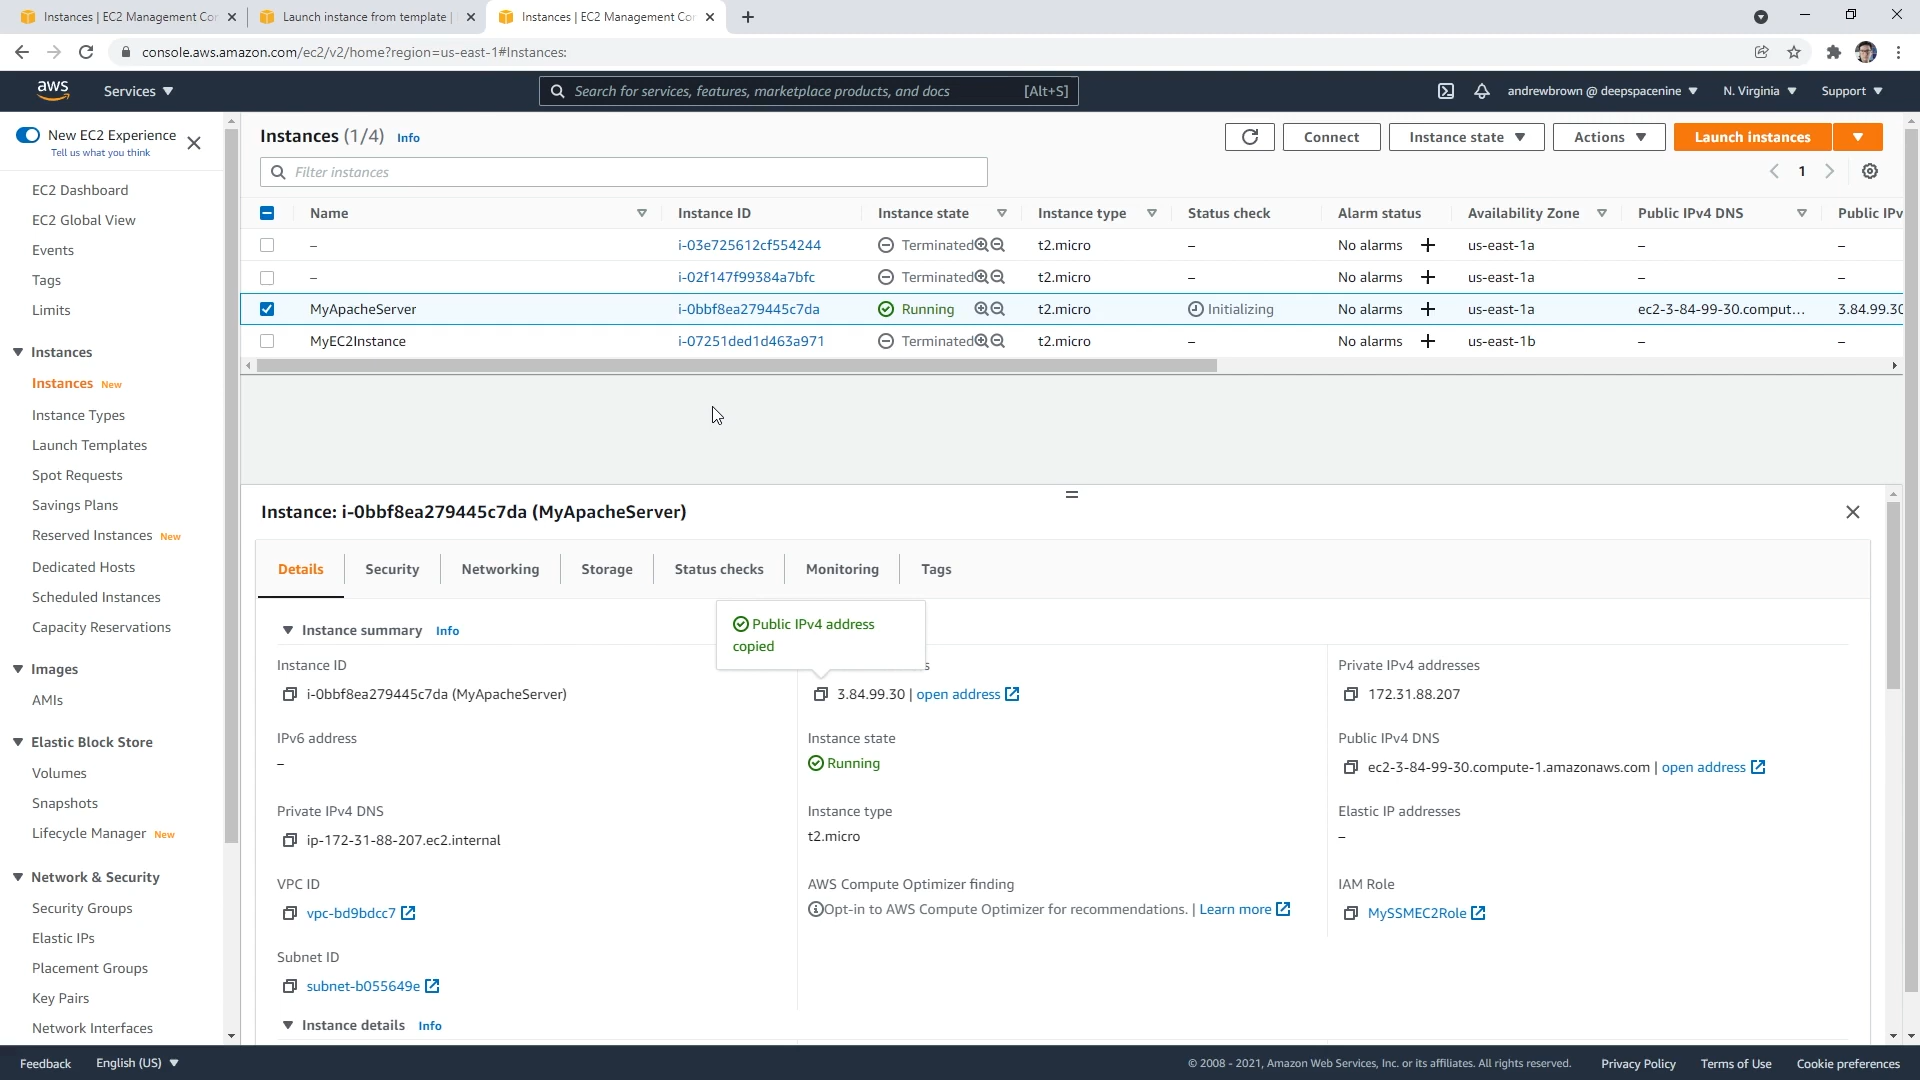 Instances | EC2 Management Con
Launch instance from template |
Instances | EC2 Management Con
console.aws.amazon.com/ec2/v2/home?region=us-east-1#Instances:
aws
Services
Search for services, features, marketplace products, and docs
[Alt+S]
andrewbrown @ deepspacenine
N. Virginia
Support
New EC2 Experience
Tell us what you think
EC2 Dashboard
EC2 Global View
Events
Tags
Limits
Instances
Instances New
Instance Types
Launch Templates
Spot Requests
Savings Plans
Reserved Instances New
Dedicated Hosts
Scheduled Instances
Capacity Reservations
Images
AMIs
Elastic Block Store
Volumes
Snapshots
Lifecycle Manager New
Network & Security
Security Groups
Elastic IPs
Placement Groups
Key Pairs
Network Interfaces
Instances (1/4) Info
Connect
Instance state
Actions
Launch instances
Filter instances
1
Name Instance ID Instance state Instance type Status check Alarm status Availability Zone Public IPv4 DNS Public IPv
– i-03e725612cf554244 Terminated t2.micro – No alarms + us-east-1a – –
– i-02f147f99384a7bfc Terminated t2.micro – No alarms + us-east-1a – –
MyApacheServer i-0bbf8ea279445c7da Running t2.micro Initializing No alarms + us-east-1a ec2-3-84-99-30.comput... 3.84.99.30
MyEC2Instance i-07251ded1d463a971 Terminated t2.micro – No alarms + us-east-1b – –
Instance: i-0bbf8ea279445c7da (MyApacheServer)
Details
Security
Networking
Storage
Status checks
Monitoring
Tags
Public IPv4 address
copied
Instance summary Info
Instance ID
i-0bbf8ea279445c7da (MyApacheServer)
s
3.84.99.30 | open address
Private IPv4 addresses
172.31.88.207
IPv6 address
–
Instance state
Running
Public IPv4 DNS
ec2-3-84-99-30.compute-1.amazonaws.com | open address
Private IPv4 DNS
ip-172-31-88-207.ec2.internal
Instance type
t2.micro
Elastic IP addresses
–
VPC ID
vpc-bd9bdcc7
AWS Compute Optimizer finding
Opt-in to AWS Compute Optimizer for recommendations. | Learn more
IAM Role
MySSMEC2Role
Subnet ID
subnet-b055649e
Instance details Info
Feedback
English (US)
© 2008 - 2021, Amazon Web Services, Inc. or its affiliates. All rights reserved.
Privacy Policy
Terms of Use
Cookie preferences